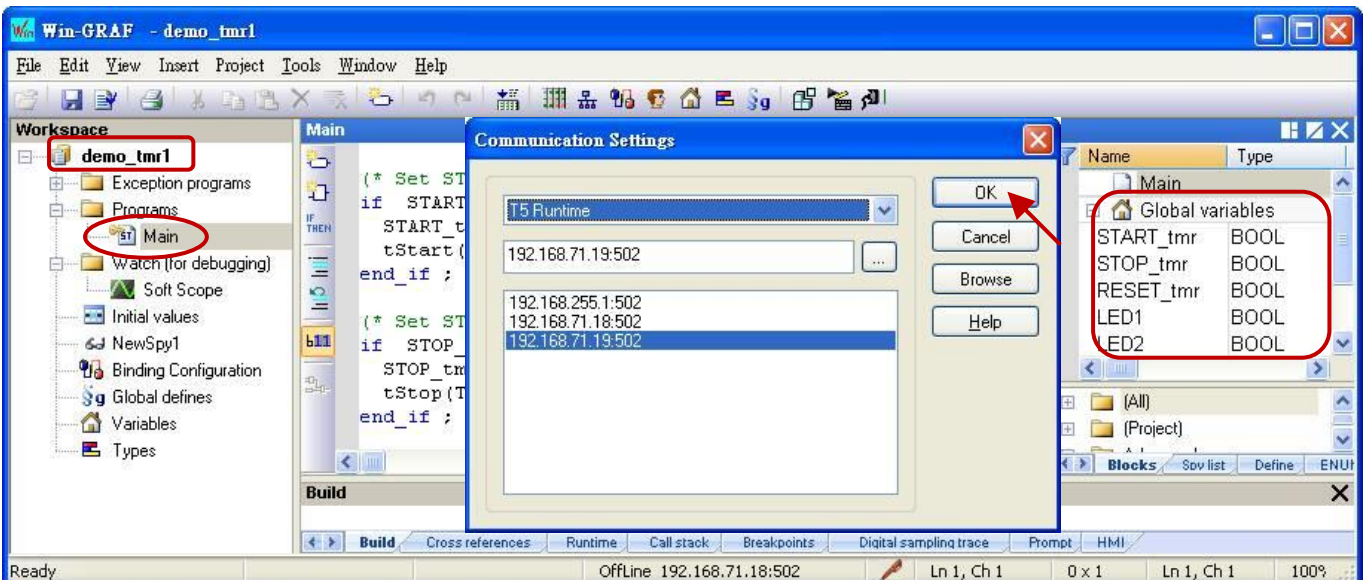 Win-GRAF - demo_tmr1
File Edit View Insert Project Tools Window Help
Workspace
demo_tmr1
Exception programs
Programs
Main
Watch (for debugging)
Soft Scope
Initial values
NewSpy1
Binding Configuration
Global defines
Variables
Types
Main
IF
THEN
(* Set ST
if START
START_t
tStart(
end_if ;
(* Set ST
if STOP_
STOP_tm
tStop(T
end_if ;
Communication Settings
T5 Runtime
192.168.71.19:502
...
192.168.255.1:502
192.168.71.18:502
192.168.71.19:502
OK
Cancel
Browse
Help
Name Type
Main
Global variables
START_tmr BOOL
STOP_tmr BOOL
RESET_tmr BOOL
LED1 BOOL
LED2 BOOL
(All)
(Project)
Blocks Spy list Define ENUM
Build
Build Cross references Runtime Call stack Breakpoints Digital sampling trace Prompt HMI
Ready OffLine 192.168.71.18:502 Ln 1, Ch 1 0 x 1 Ln 1, Ch 1 100%